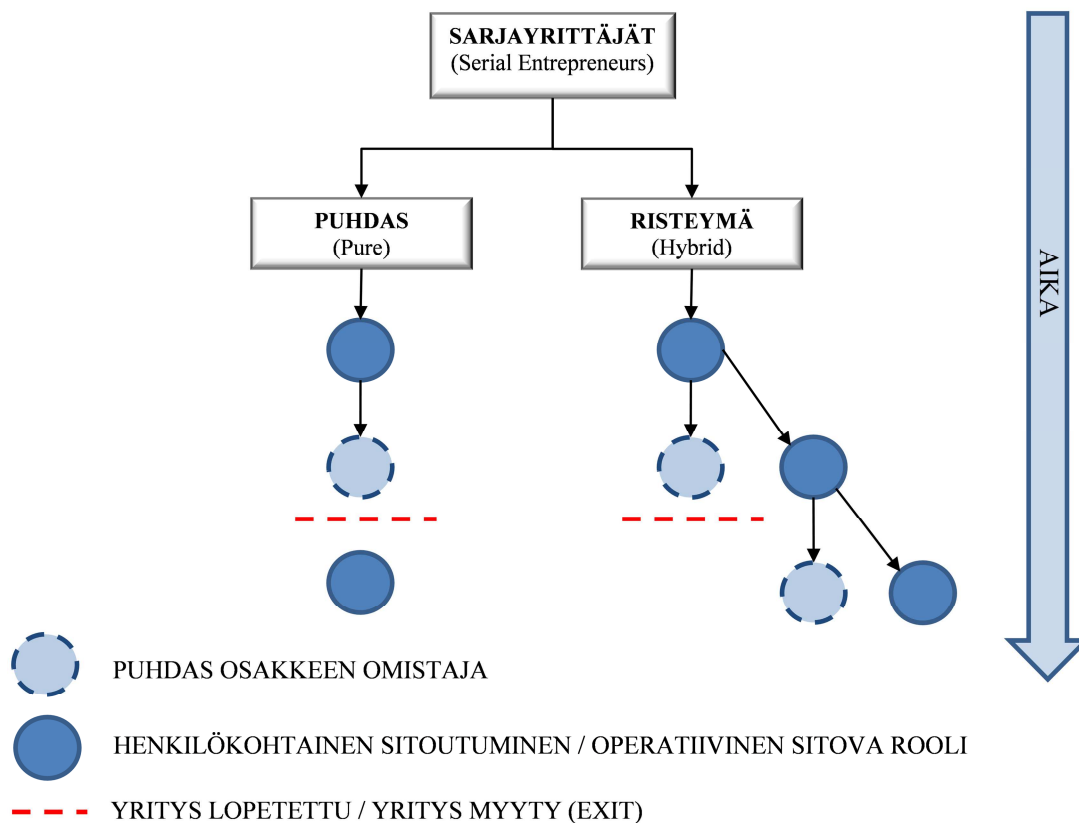 SARJAYRITTÄJÄT
(Serial Entrepreneurs)
PUHDAS
(Pure)
RISTEYMÄ
(Hybrid)
AIKA
PUHDAS OSAKKEEN OMISTAJA
HENKILÖKOHTAINEN SITOUTUMINEN / OPERATIIVINEN SITOVA ROOLI
YRITYS LOPETETTU / YRITYS MYYTY (EXIT)